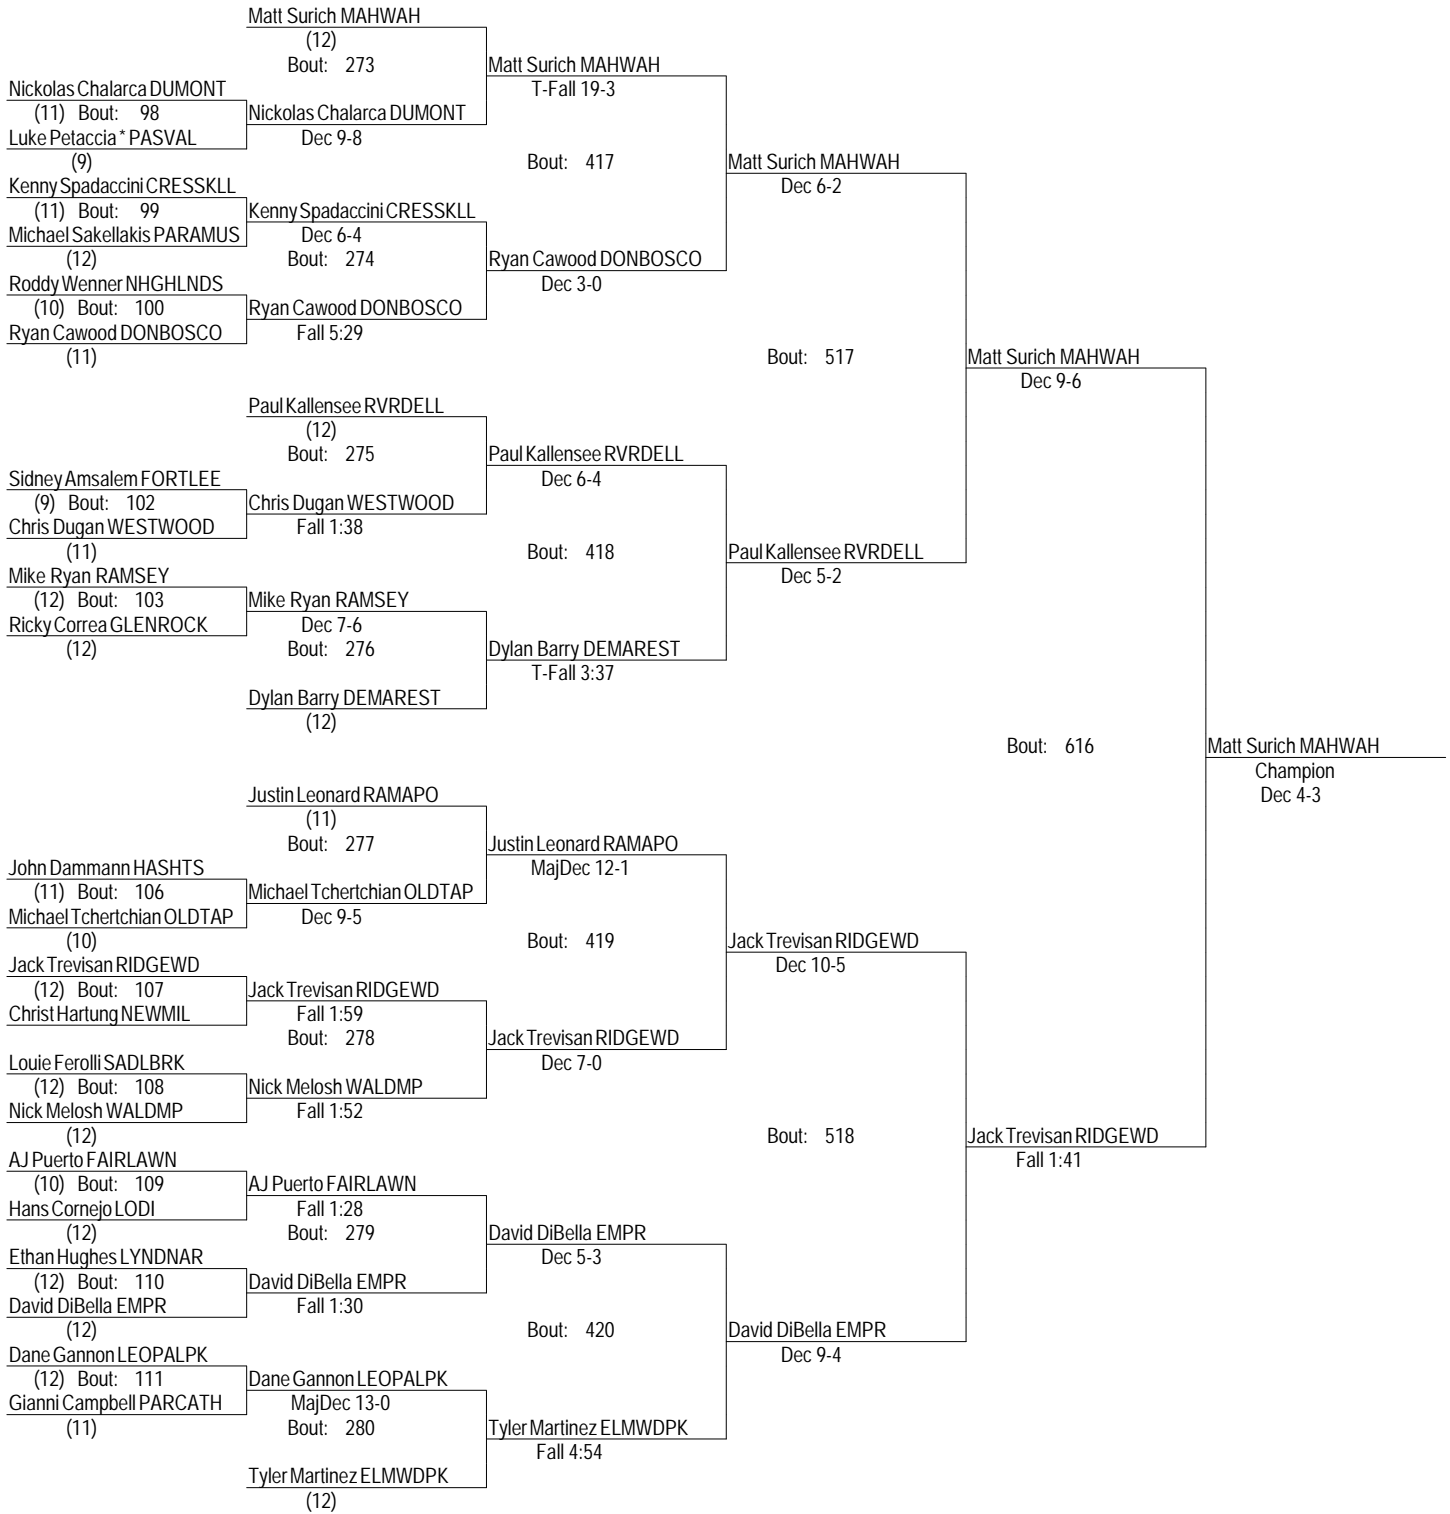 Matt Surich MAHWAH
(12)
Bout: 273
Matt Surich MAHWAH
T-Fall 19-3
Nickolas Chalarca DUMONT
(11) Bout: 98
Nickolas Chalarca DUMONT
Dec 9-8
Luke Petaccia * PASVAL
(9)
Bout: 417
Matt Surich MAHWAH
Dec 6-2
Kenny Spadaccini CRESSKLL
(11) Bout: 99
Kenny Spadaccini CRESSKLL
Dec 6-4
Michael Sakellakis PARAMUS
(12)
Bout: 274
Ryan Cawood DONBOSCO
Dec 3-0
Roddy Wenner NHGHLNDS
(10) Bout: 100
Ryan Cawood DONBOSCO
Fall 5:29
Ryan Cawood DONBOSCO
(11)
Bout: 517
Matt Surich MAHWAH
Dec 9-6
Paul Kallensee RVRDELL
(12)
Bout: 275
Paul Kallensee RVRDELL
Dec 6-4
Sidney Amsalem FORTLEE
(9) Bout: 102
Chris Dugan WESTWOOD
Fall 1:38
Chris Dugan WESTWOOD
(11)
Bout: 418
Paul Kallensee RVRDELL
Dec 5-2
Mike Ryan RAMSEY
(12) Bout: 103
Mike Ryan RAMSEY
Dec 7-6
Ricky Correa GLENROCK
(12)
Bout: 276
Dylan Barry DEMAREST
T-Fall 3:37
Dylan Barry DEMAREST
(12)
Bout: 616
Matt Surich MAHWAH
Champion
Dec 4-3
Justin Leonard RAMAPO
(11)
Bout: 277
Justin Leonard RAMAPO
MajDec 12-1
John Dammann HASHTS
(11) Bout: 106
Michael Tchertchian OLDTAP
Dec 9-5
Michael Tchertchian OLDTAP
(10)
Bout: 419
Jack Trevisan RIDGEWD
Dec 10-5
Jack Trevisan RIDGEWD
(12) Bout: 107
Jack Trevisan RIDGEWD
Fall 1:59
Christ Hartung NEWMIL
Bout: 278
Jack Trevisan RIDGEWD
Dec 7-0
Louie Ferolli SADLBRK
(12) Bout: 108
Nick Melosh WALDMP
Fall 1:52
Nick Melosh WALDMP
(12)
Bout: 518
Jack Trevisan RIDGEWD
Fall 1:41
AJ Puerto FAIRLAWN
(10) Bout: 109
AJ Puerto FAIRLAWN
Fall 1:28
Hans Cornejo LODI
(12)
Bout: 279
David DiBella EMPR
Dec 5-3
Ethan Hughes LYNDNAR
(12) Bout: 110
David DiBella EMPR
Fall 1:30
David DiBella EMPR
(12)
Bout: 420
David DiBella EMPR
Dec 9-4
Dane Gannon LEOPALPK
(12) Bout: 111
Dane Gannon LEOPALPK
MajDec 13-0
Gianni Campbell PARCATH
(11)
Bout: 280
Tyler Martinez ELMWDPK
Fall 4:54
Tyler Martinez ELMWDPK
(12)